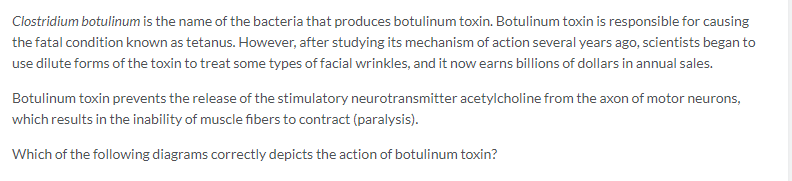 Clostridium botulinum is the name of the bacteria that produces botulinum toxin. Botulinum toxin is responsible for causing
the fatal condition known as tetanus. However, after studying its mechanism of action several years ago, scientists began to
use dilute forms of the toxin to treat some types of facial wrinkles, and it now earns billions of dollars in annual sales.
Botulinum toxin prevents the release of the stimulatory neurotransmitter acetylcholine from the axon of motor neurons,
which results in the inability of muscle fibers to contract (paralysis).
Which of the following diagrams correctly depicts the action of botulinum toxin?